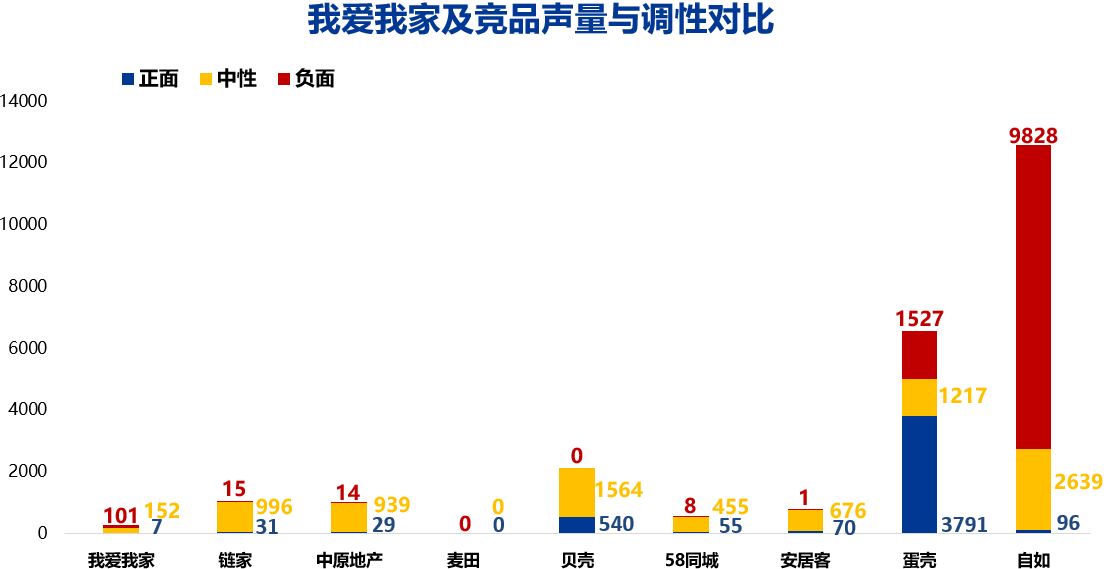 我爱我家及竞品声量与调性对比
正面 中性 负面
14000
12000
10000
8000
6000
4000
2000
0
101 152 7
15 996 31
14 939 29
0 0 0
0 1564 540
8 455 55
1 676 70
1527 1217 3791
9828 2639 96
我爱我家 链家 中原地产 麦田 贝壳 58同城 安居客 蛋壳 自如